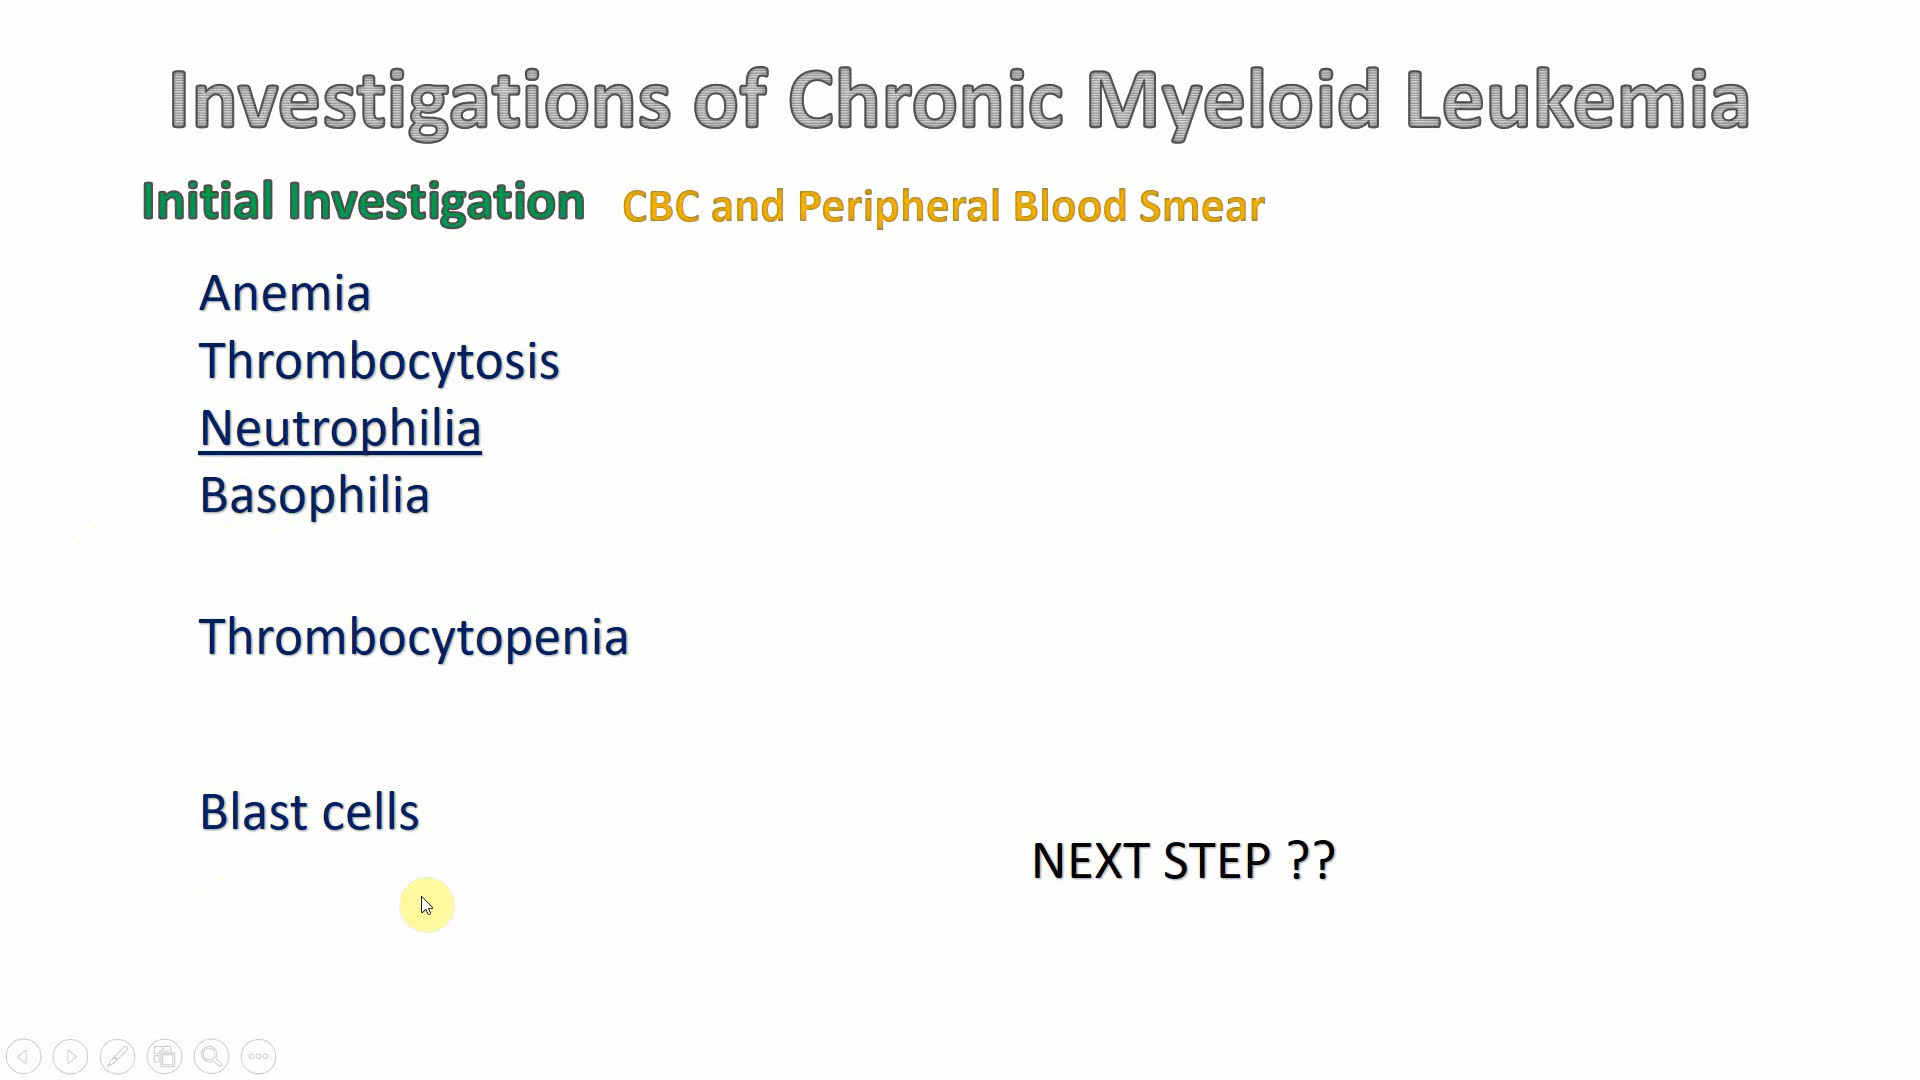 Investigations of Chronic Myeloid Leukemia
Initial Investigation CBC and Peripheral Blood Smear
Anemia
Thrombocytosis
Neutrophilia
Basophilia
Thrombocytopenia
Blast cells
NEXT STEP ??